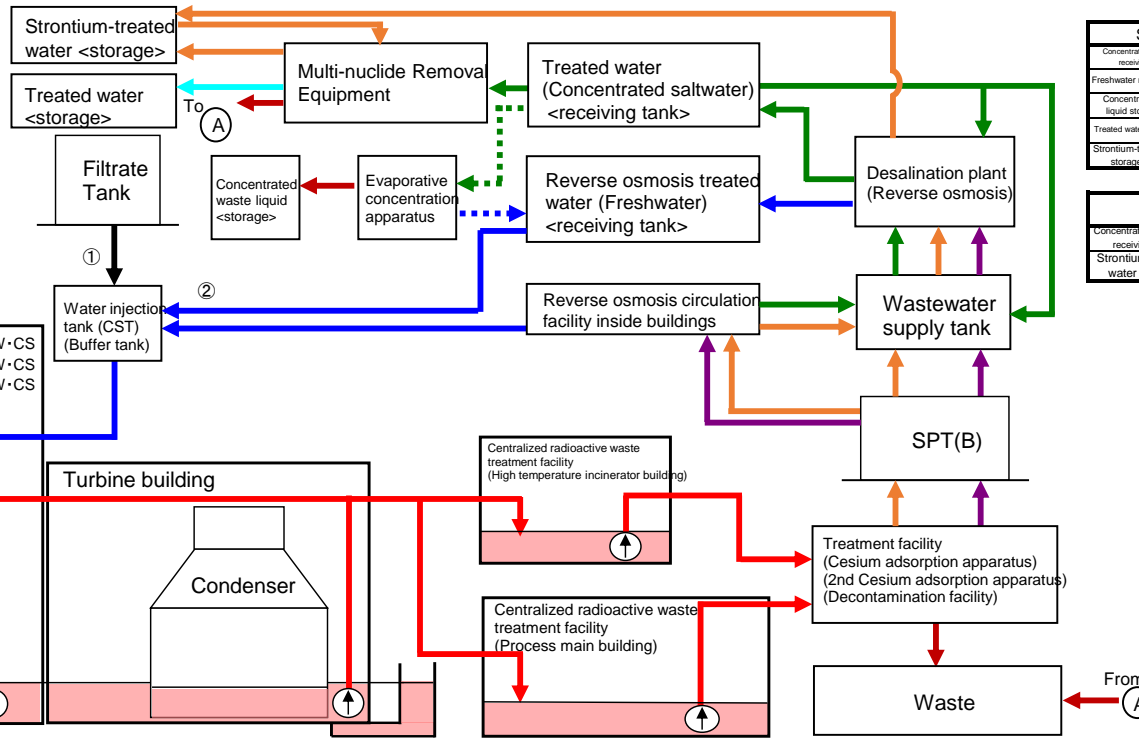 Strontium-treated
water <storage>
Treated water
<storage>
To
A
Multi-nuclide Removal
Equipment
Treated water
(Concentrated saltwater)
<receiving tank>
Filtrate
Tank
Concentrated
waste liquid
<storage>
Evaporative
concentration
apparatus
Reverse osmosis treated
water (Freshwater)
<receiving tank>
Desalination plant
(Reverse osmosis)
①
②
Water injection
tank (CST)
(Buffer tank)
Reverse osmosis circulation
facility inside buildings
Wastewater
supply tank
・CS
・CS
・CS
SPT(B)
Turbine building
Condenser
Centralized radioactive waste
treatment facility
(High temperature incinerator building)
Centralized radioactive waste
treatment facility
(Process main building)
Treatment facility
(Cesium adsorption apparatus)
(2nd Cesium adsorption apparatus)
(Decontamination facility)
Waste
From
A